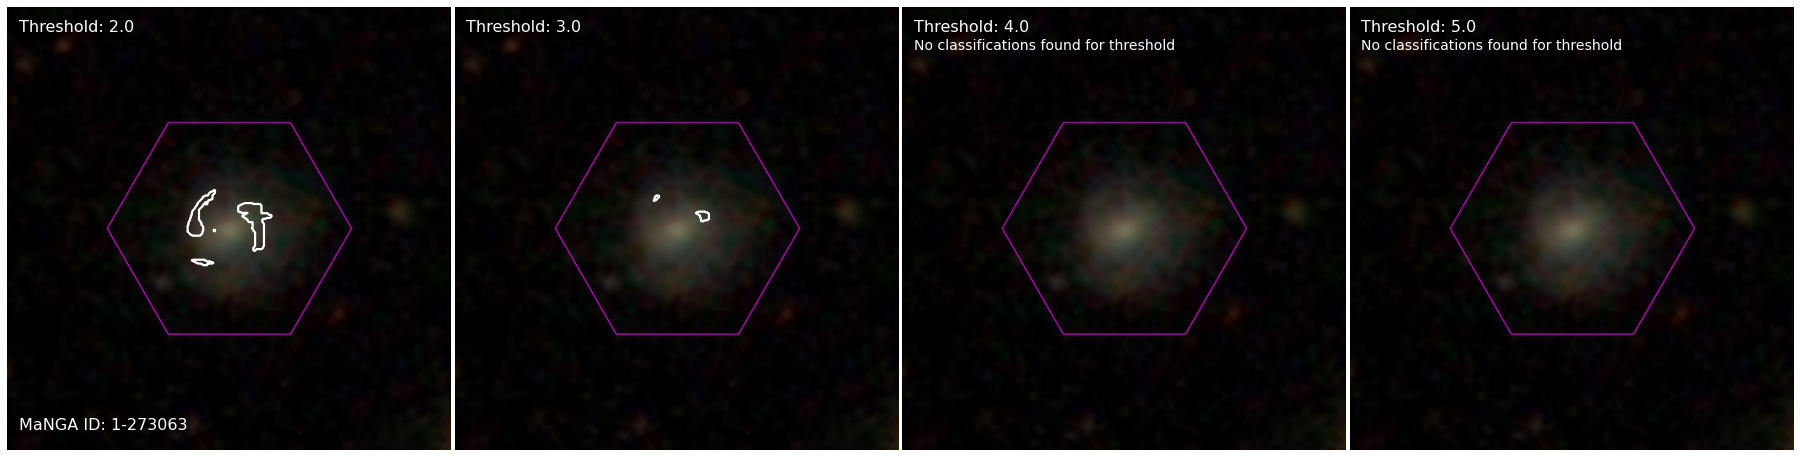 Threshold: 2.0
MaNGA ID: 1-273063
Threshold: 3.0
Threshold: 4.0
No classifications found for threshold
Threshold: 5.0
No classifications found for threshold